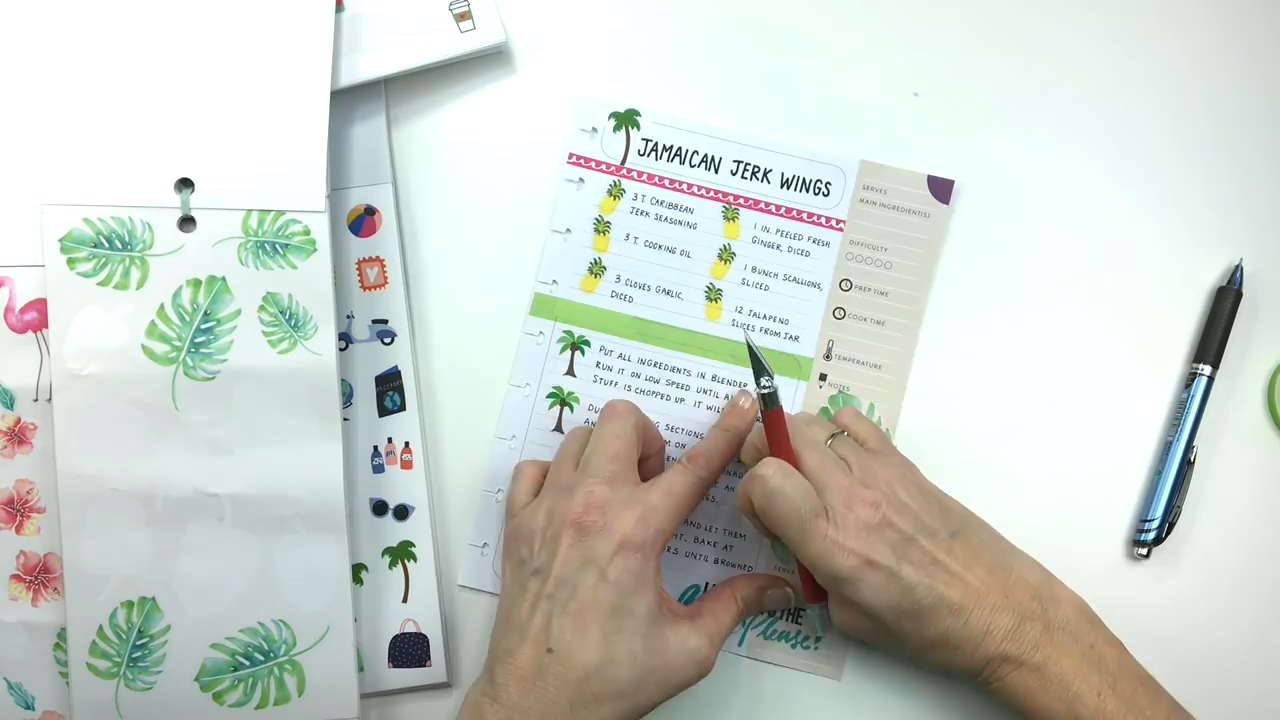 JAMAICAN JERK WINGS
3 T. CARIBBEAN
JERK SEASONING
3 T. COOKING OIL
3 CLOVES GARLIC,
DICED
1 IN. PEELED FRESH
GINGER, DICED
1 BUNCH SCALLIONS,
SLICED
12 JALAPENO
SLICES FROM JAR
PUT ALL INGREDIENTS IN BLENDER
RUN IT ON LOW SPEED UNTIL
STUFF IS CHOPPED UP. IT
SECTIONS
ON
AND LET THEM
BAKE AT
UNTIL BROWNED
SERVES
MAIN INGREDIENT(S)
DIFFICULTY
PREP TIME
COOK TIME
TEMPERATURE
NOTES
THE
Please!
PASSPORT